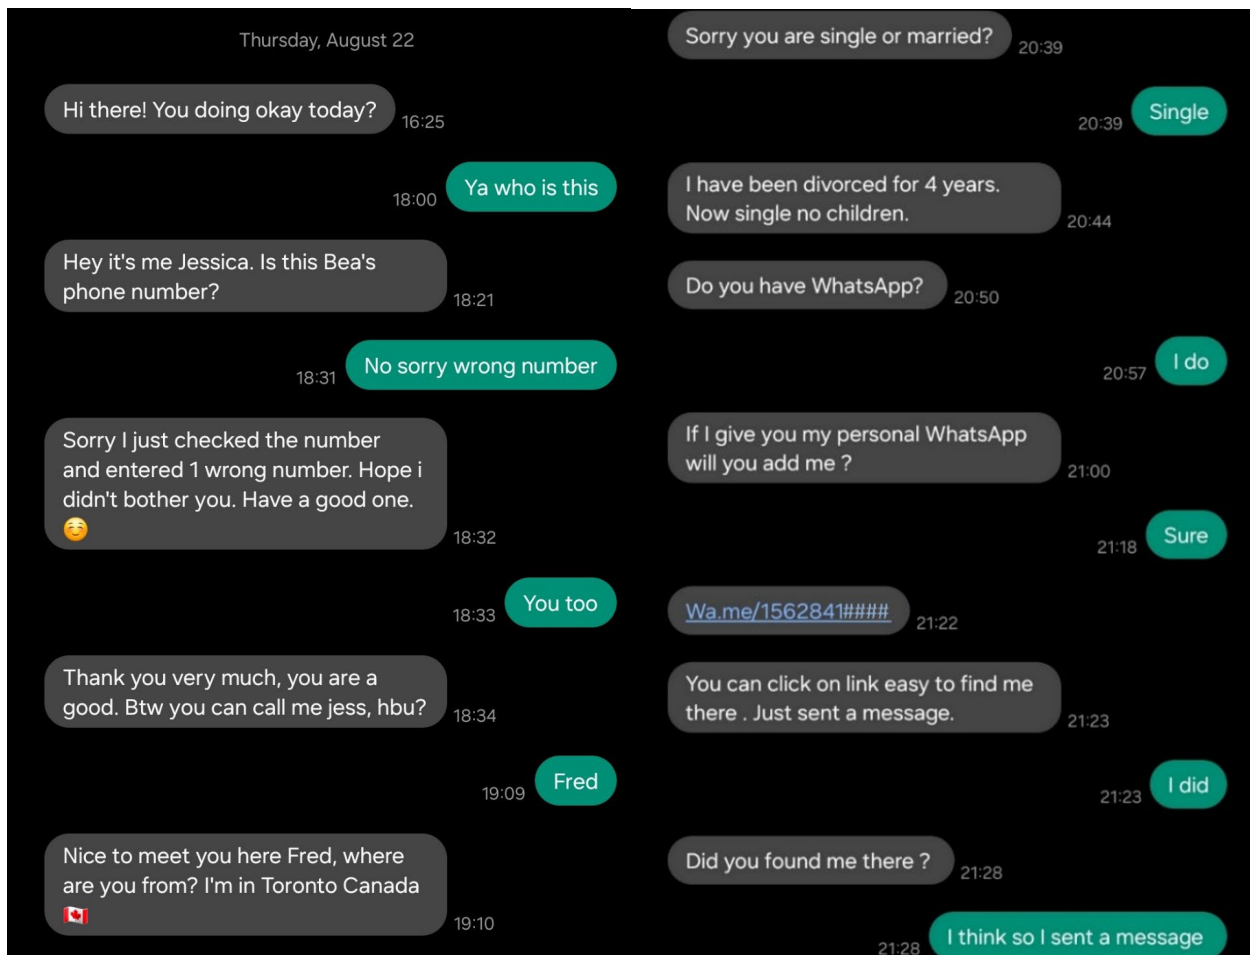 Thursday, August 22
Hi there! You doing okay today?
16:25
Ya who is this
18:00
Hey it's me Jessica. Is this Bea's
phone number?
18:21
No sorry wrong number
18:31
Sorry I just checked the number
and entered 1 wrong number. Hope i
didn't bother you. Have a good one.
☺️
18:32
You too
18:33
Thank you very much, you are a
good. Btw you can call me jess, hbu?
18:34
Fred
19:09
Nice to meet you here Fred, where
are you from? I'm in Toronto Canada
🇨🇦
19:10
Sorry you are single or married?
20:39
Single
20:39
I have been divorced for 4 years.
Now single no children.
20:44
Do you have WhatsApp?
20:50
I do
20:57
If I give you my personal WhatsApp
will you add me ?
21:00
Sure
21:18
Wa.me/1562841####
21:22
You can click on link easy to find me
there . Just sent a message.
21:23
I did
21:23
Did you found me there ?
21:28
I think so I sent a message
21:28